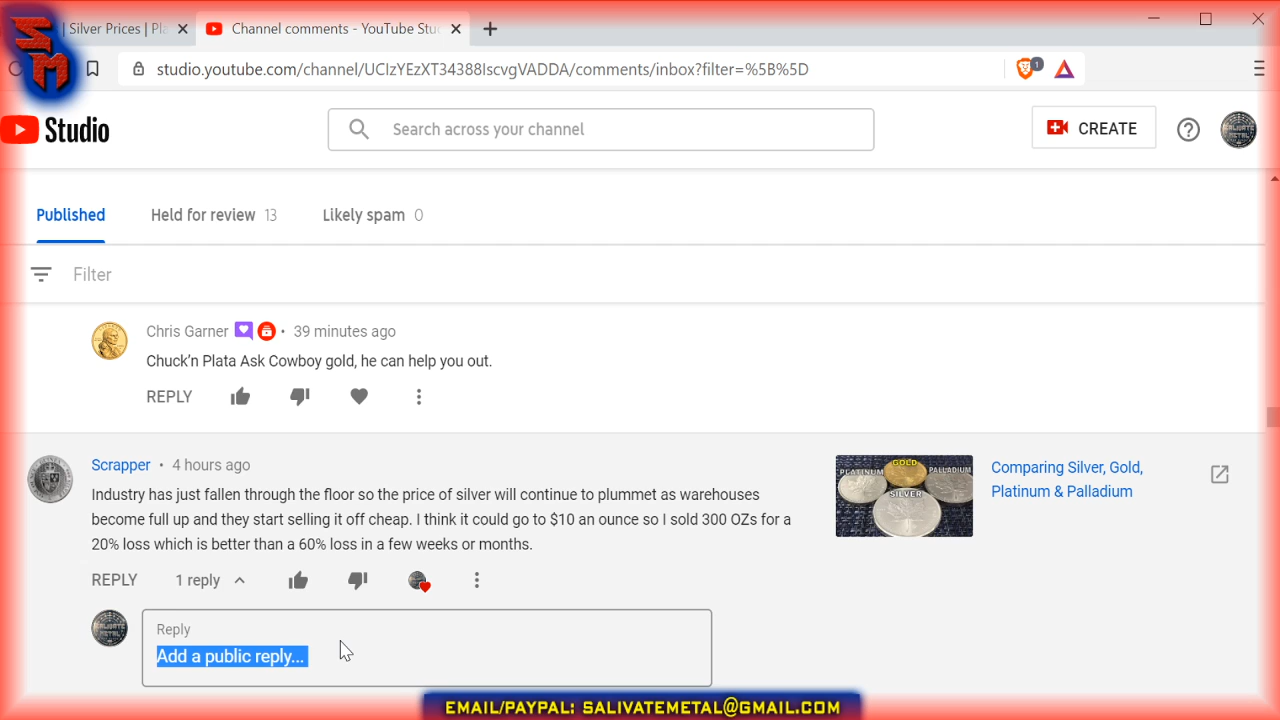 SM
| Silver Prices | Pla
Channel comments - YouTube Stu
studio.youtube.com/channel/UCIzYEzXT34388IscvgVADDA/comments/inbox?filter=%5B%5D
1
Studio
Search across your channel
CREATE
Published
Held for review 13
Likely spam 0
Filter
Chris Garner • 39 minutes ago
Chuck’n Plata Ask Cowboy gold, he can help you out.
REPLY
Scrapper • 4 hours ago
Industry has just fallen through the floor so the price of silver will continue to plummet as warehouses
become full up and they start selling it off cheap. I think it could go to $10 an ounce so I sold 300 OZs for a
20% loss which is better than a 60% loss in a few weeks or months.
PLATINUM
GOLD
PALLADIUM
SILVER
Comparing Silver, Gold,
Platinum & Palladium
REPLY
1 reply
Reply
Add a public reply...
EMAIL/PAYPAL: SALIVATEMETAL@GMAIL.COM